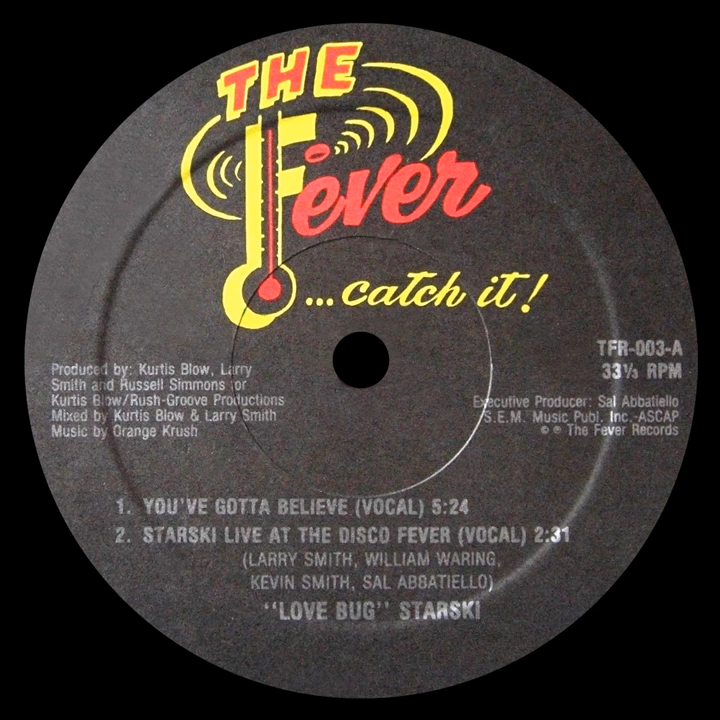 THE
Fever
...catch it!
Produced by: Kurtis Blow, Larry
Smith and Russell Simmons for
Kurtis Blow/Rush-Groove Productions
Mixed by Kurtis Blow & Larry Smith
Music by Orange Krush
TFR-003-A
33⅓ RPM
Executive Producer: Sal Abbatiello
S.E.M. Music Publ. Inc.-ASCAP
© ℗ The Fever Records
1. YOU'VE GOTTA BELIEVE (VOCAL) 5:24
2. STARSKI LIVE AT THE DISCO FEVER (VOCAL) 2:31
(LARRY SMITH, WILLIAM WARING,
KEVIN SMITH, SAL ABBATIELLO)
"LOVE BUG" STARSKI